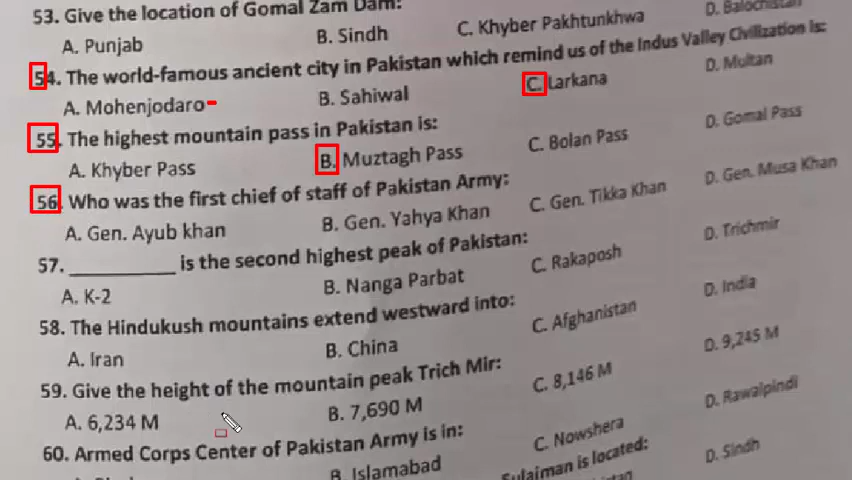 53. Give the location of Gomal Zam Dam:
A. Punjab B. Sindh C. Khyber Pakhtunkhwa D. Balochistan
54. The world-famous ancient city in Pakistan which remind us of the Indus Valley Civilization is:
A. Mohenjodaro B. Sahiwal C. Larkana D. Multan
55. The highest mountain pass in Pakistan is:
A. Khyber Pass B. Muztagh Pass C. Bolan Pass D. Gomal Pass
56. Who was the first chief of staff of Pakistan Army:
A. Gen. Ayub khan B. Gen. Yahya Khan C. Gen. Tikka Khan D. Gen. Musa Khan
57. __________ is the second highest peak of Pakistan:
A. K-2 B. Nanga Parbat C. Rakaposh D. Trichmir
58. The Hindukush mountains extend westward into:
A. Iran B. China C. Afghanistan D. India
59. Give the height of the mountain peak Trich Mir:
A. 6,234 M B. 7,690 M C. 8,146 M D. 9,245 M
60. Armed Corps Center of Pakistan Army is in:
B. Islamabad C. Nowshera D. Rawalpindi
Sulaiman is located:
D. Sindh